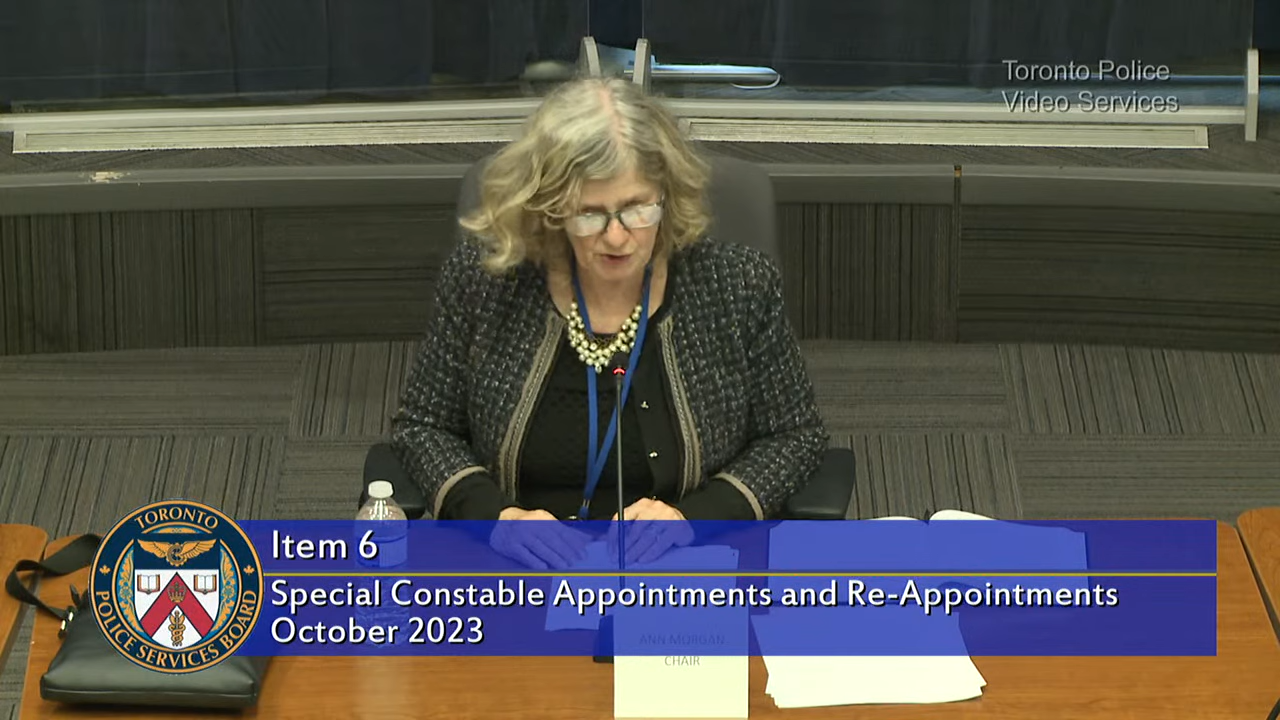 Toronto Police
Video Services
Item 6
Special Constable Appointments and Re-Appointments
October 2023
TORONTO
POLICE SERVICES BOARD
ANN MORGAN
CHAIR